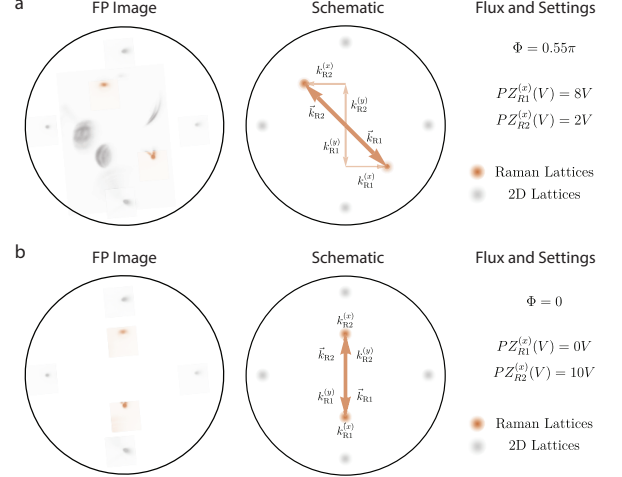 a
FP Image
Schematic
Flux and Settings
k_{R2}^{(x)}
k_{R2}^{(y)}
\vec{k}_{R2}
\vec{k}_{R1}
k_{R1}^{(y)}
k_{R1}^{(x)}
Φ = 0.55π
PZ_{R1}^{(x)}(V) = 8V
PZ_{R2}^{(x)}(V) = 2V
Raman Lattices
2D Lattices
b
FP Image
Schematic
Flux and Settings
k_{R2}^{(x)}
\vec{k}_{R2}
k_{R2}^{(y)}
k_{R1}^{(y)}
\vec{k}_{R1}
k_{R1}^{(x)}
Φ = 0
PZ_{R1}^{(x)}(V) = 0V
PZ_{R2}^{(x)}(V) = 10V
Raman Lattices
2D Lattices